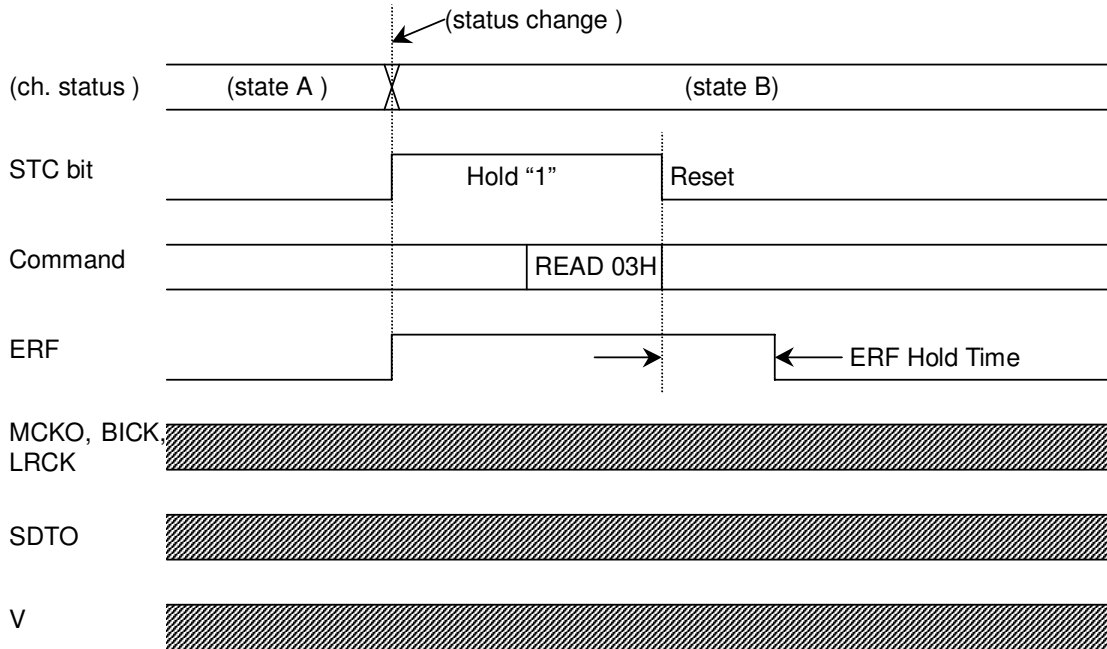 (status change )
(ch. status )
(state A )
(state B)
STC bit
Hold “1”
Reset
Command
READ 03H
ERF
ERF Hold Time
MCKO, BICK,
LRCK
SDTO
V